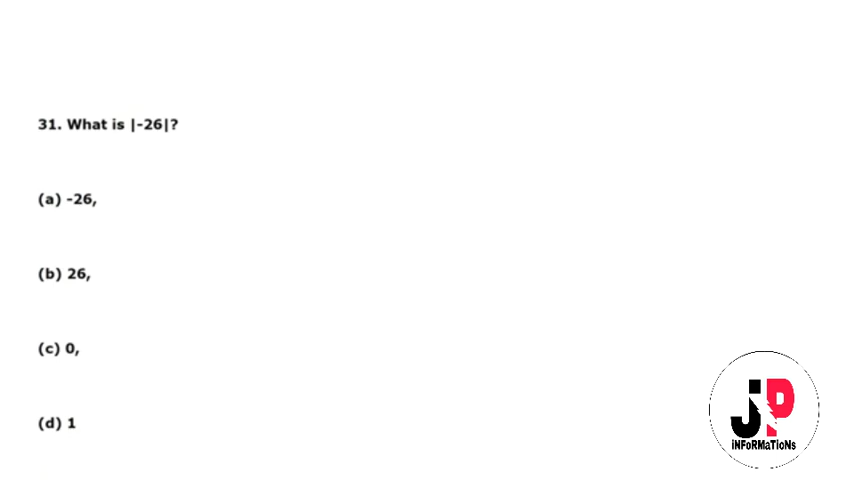 31. What is |-26|?
(a) -26,
(b) 26,
(c) 0,
(d) 1
JP
iNFoRMaTioNs